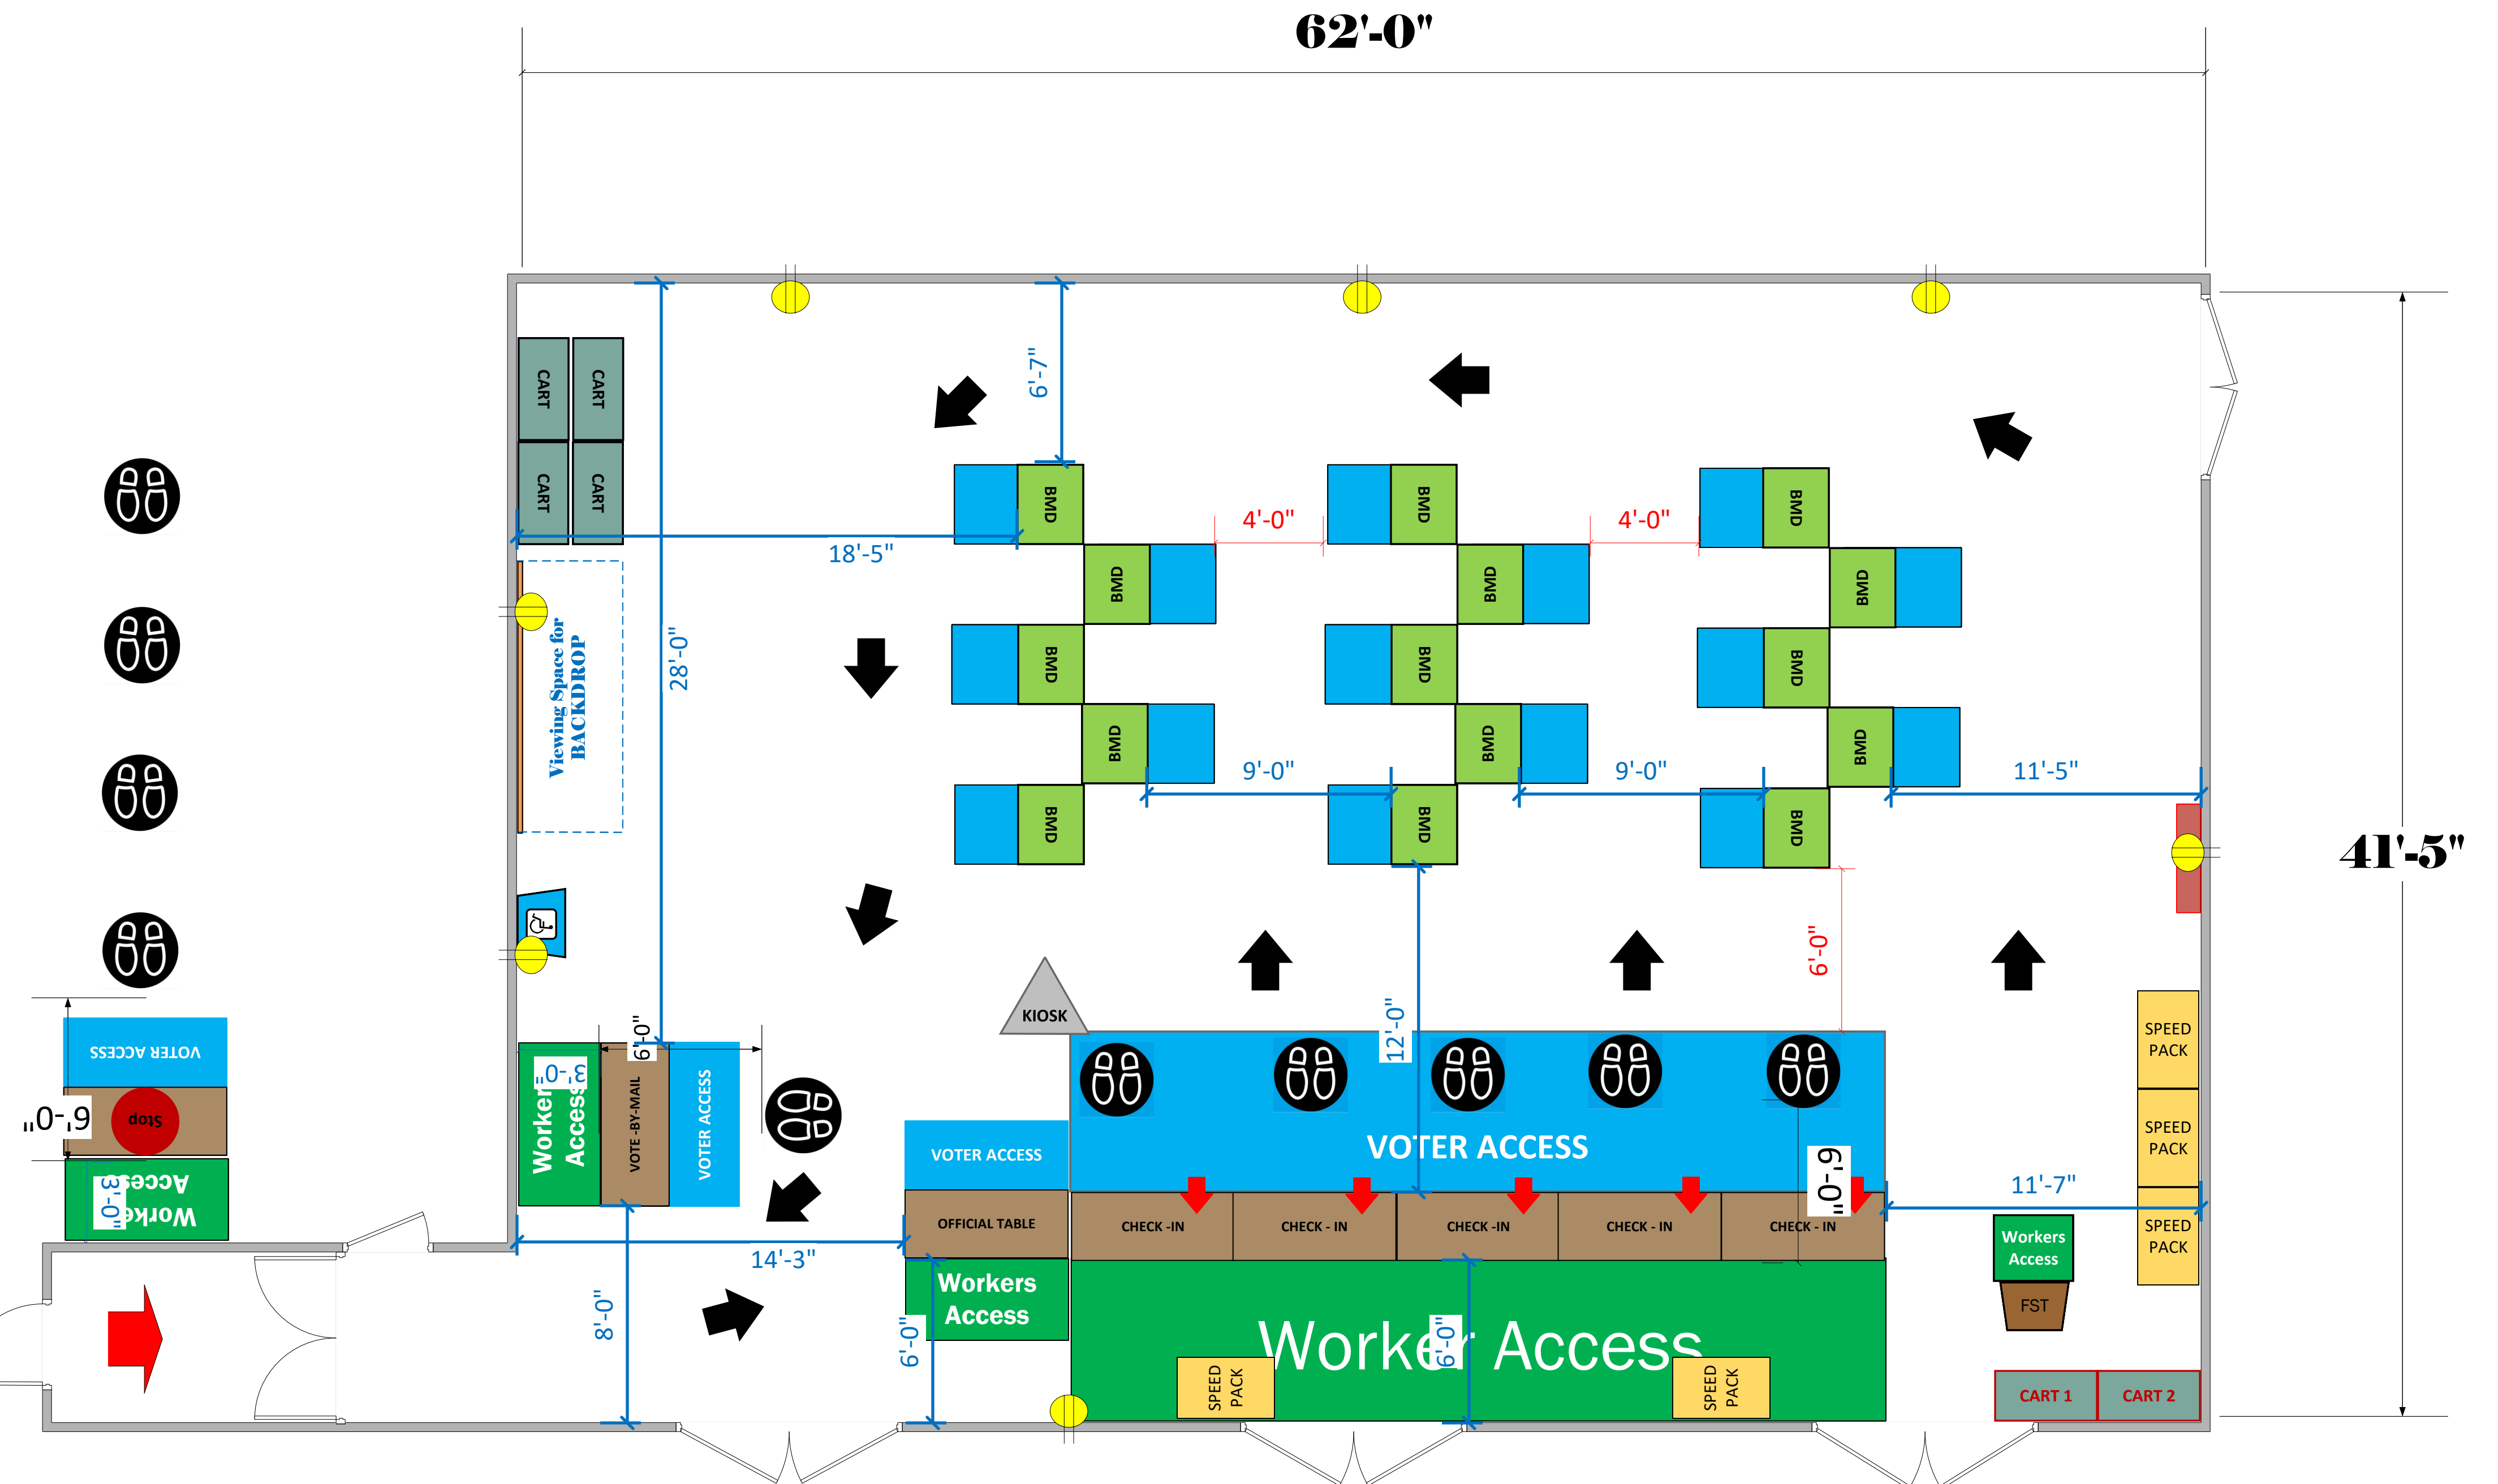 62'-0"
6'-7"
CART
CART
CART
CART
BMD
BMD
BMD
4'-0"
4'-0"
18'-5"
BMD
BMD
BMD
28'-0"
Viewing Space for
BACKDROP
BMD
BMD
BMD
BMD
BMD
BMD
9'-0"
9'-0"
11'-5"
BMD
BMD
BMD
41'-5"
6'-0"
KIOSK
12'-0"
SPEED
PACK
SPEED
PACK
SPEED
PACK
VOTER ACCESS
6'-0"
Stop
Workers
Access
3'-0"
Worker
Access
3'-0"
VOTE -BY-MAIL
6'-0"
VOTER ACCESS
VOTER ACCESS
VOTER ACCESS
6'-0"
11'-7"
OFFICIAL TABLE
CHECK -IN
CHECK - IN
CHECK -IN
CHECK - IN
CHECK - IN
14'-3"
Workers
Access
Workers
Access
FST
8'-0"
6'-0"
Worker Access
6'-0"
SPEED
PACK
SPEED
PACK
CART 1
CART 2